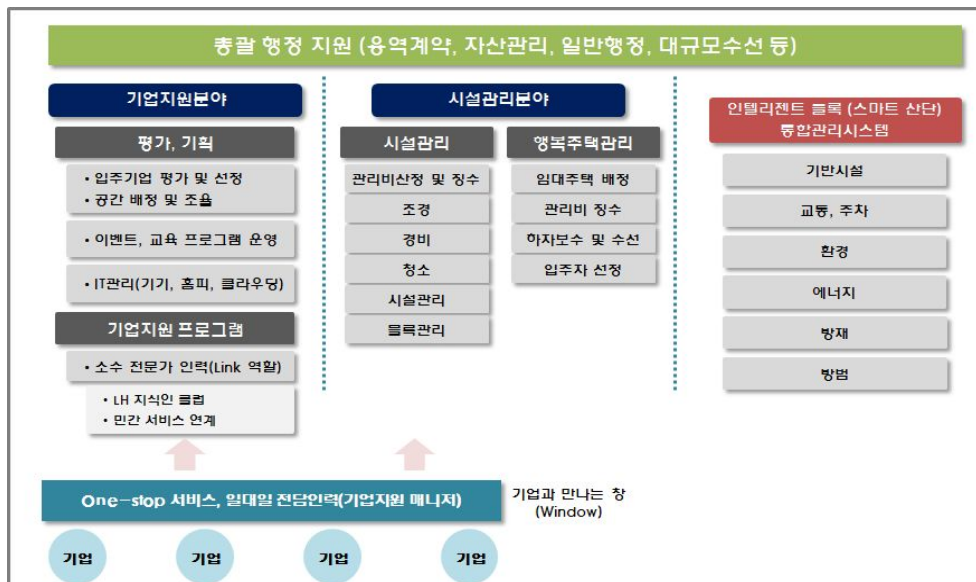 총괄 행정 지원 (용역계약, 자산관리, 일반행정, 대규모수선 등)
기업지원분야
평가, 기획
• 입주기업 평가 및 선정
• 공간 배정 및 조율
• 이벤트, 교육 프로그램 운영
• IT관리(기기, 홈피, 클라우딩)
기업지원 프로그램
• 소수 전문가 인력(Link 역할)
• LH 지식인 클럽
• 민간 서비스 연계
시설관리분야
시설관리
관리비산정 및 징수
조경
경비
청소
시설관리
블록관리
행복주택관리
임대주택 배정
관리비 징수
하자보수 및 수선
입주자 선정
인텔리젠트 블록 (스마트 산단)
통합관리시스템
기반시설
교통, 주차
환경
에너지
방재
방범
One-stop 서비스, 일대일 전담인력(기업지원 매니저)
기업과 만나는 창
(Window)
기업
기업
기업
기업